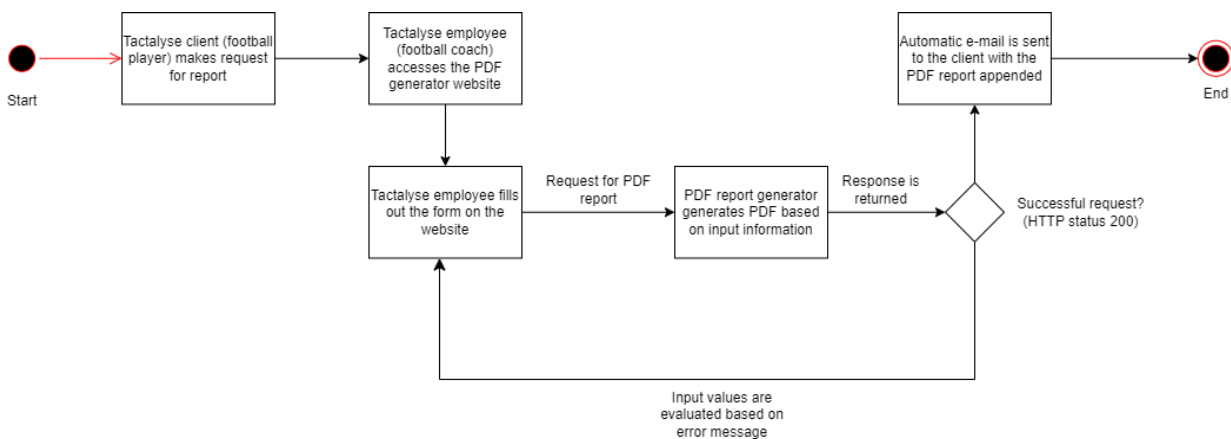 Tactalyse client (football
player) makes request
for report
Start
Tactalyse employee
(football coach)
accesses the PDF
generator website
Automatic e-mail is sent
to the client with the
PDF report appended
End
Tactalyse employee fills
out the form on the
website
Request for PDF
report
PDF report generator
generates PDF based
on input information
Response is
returned
Successful request?
(HTTP status 200)
Input values are
evaluated based on
error message